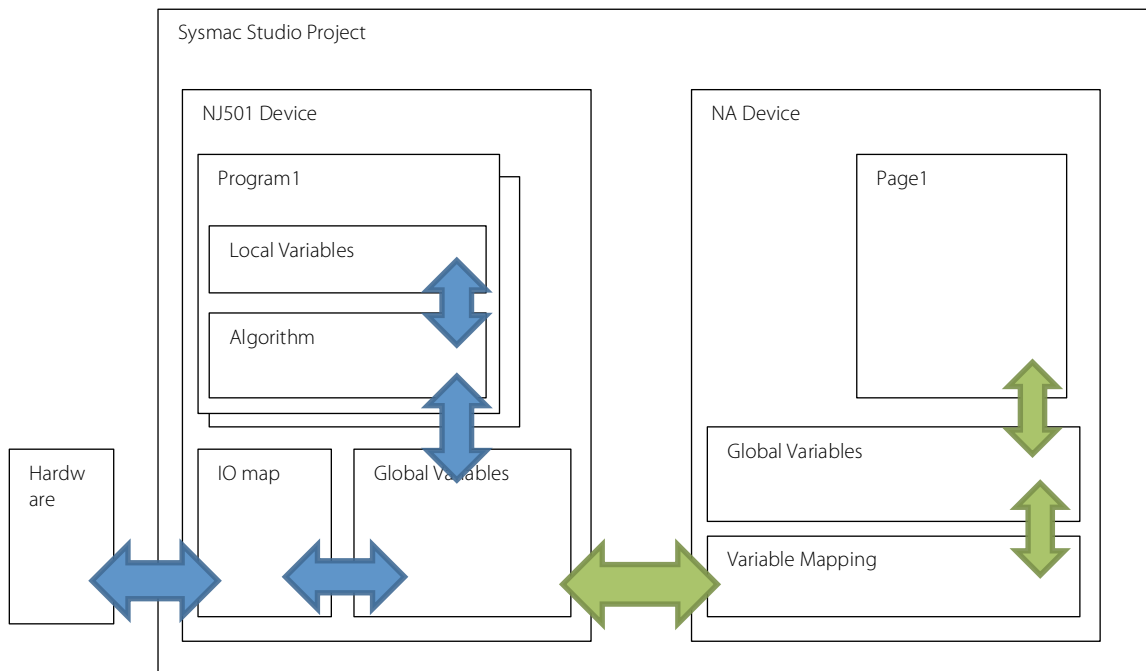 Sysmac Studio Project
NJ501 Device
Program1
Local Variables
Algorithm
Hardw
are
IO map
Global Variables
NA Device
Page1
Global Variables
Variable Mapping